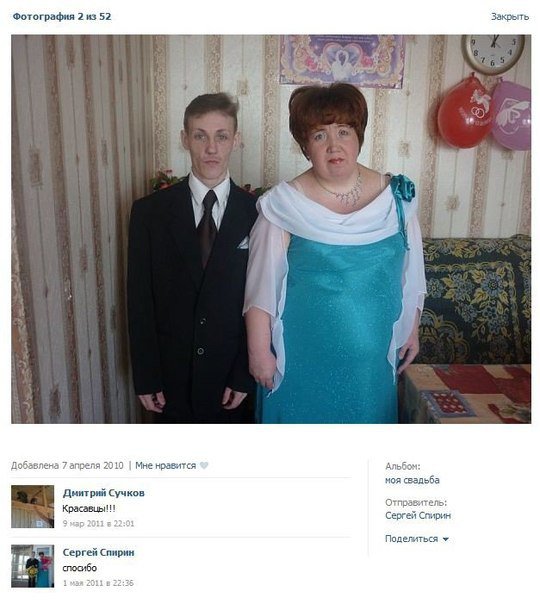 Фотография 2 из 52
Закрыть
Добавлена 7 апреля 2010 | Мне нравится
Дмитрий Сучков
Красавцы!!!
9 мар 2011 в 22:01
Сергей Спирин
спосибо
1 мая 2011 в 22:36
Альбом:
моя свадьба
Отправитель:
Сергей Спирин
Поделиться